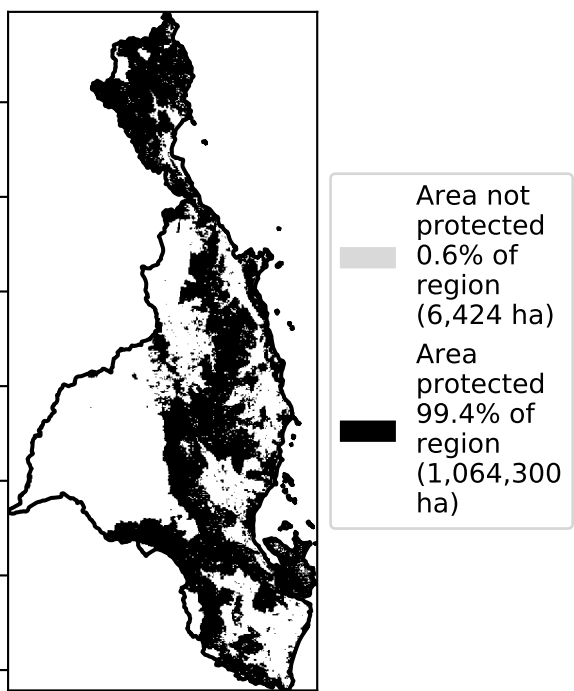 Area not
protected
0.6% of
region
(6,424 ha)
Area
protected
99.4% of
region
(1,064,300
ha)